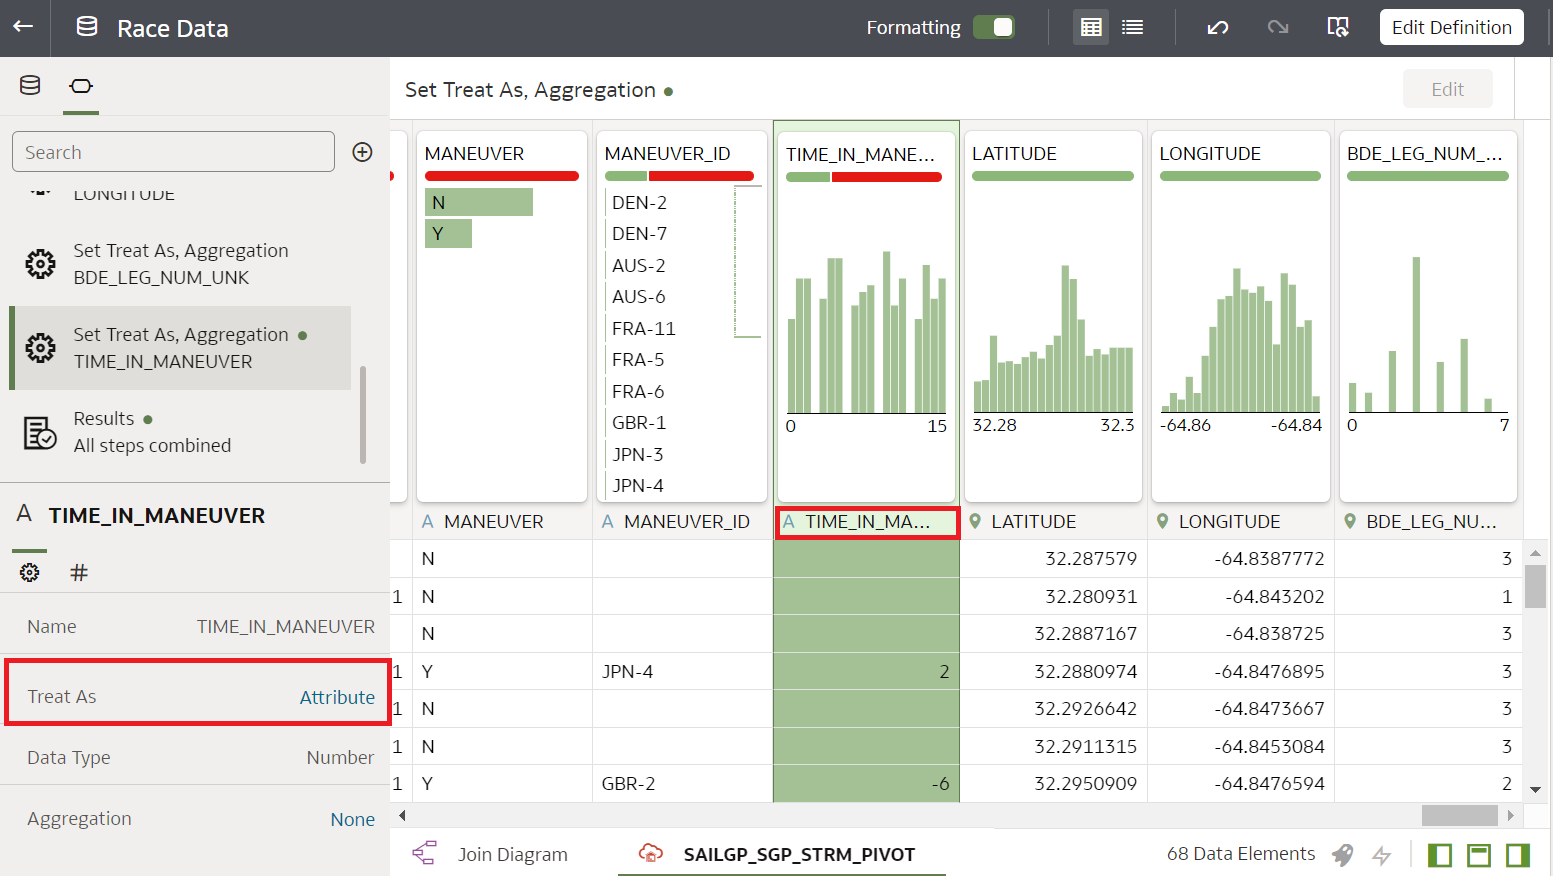 Race Data
Formatting
Edit Definition
Search
LONGITUDE
Set Treat As, Aggregation
BDE_LEG_NUM_UNK
Set Treat As, Aggregation
TIME_IN_MANEUVER
Results
All steps combined
A TIME_IN_MANEUVER
#
Name TIME_IN_MANEUVER
Treat As Attribute
Data Type Number
Aggregation None
Set Treat As, Aggregation
Edit
MANEUVER
N
Y
MANEUVER_ID
DEN-2
DEN-7
AUS-2
AUS-6
FRA-11
FRA-5
FRA-6
GBR-1
JPN-3
JPN-4
TIME_IN_MANE...
0 15
LATITUDE
32.28 32.3
LONGITUDE
-64.86 -64.84
BDE_LEG_NUM_...
0 7
A MANEUVER A MANEUVER_ID A TIME_IN_MA... LATITUDE LONGITUDE BDE_LEG_NU...
N 32.287579 -64.8387772 3
1 N 32.280931 -64.843202 1
N 32.2887167 -64.838725 3
1 Y JPN-4 2 32.2880974 -64.8476895 3
1 N 32.2926642 -64.8473667 3
1 N 32.2911315 -64.8453084 3
1 Y GBR-2 -6 32.2950909 -64.8476594 2
Join Diagram
SAILGP_SGP_STRM_PIVOT
68 Data Elements